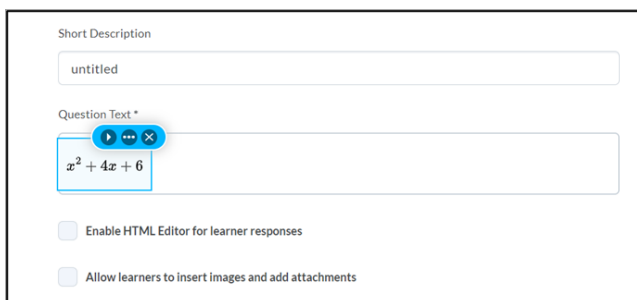 Short Description
untitled
Question Text *
x² + 4x + 6
Enable HTML Editor for learner responses
Allow learners to insert images and add attachments